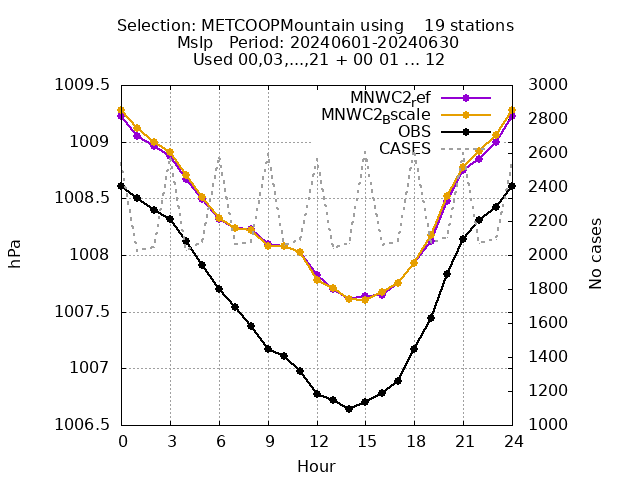 Selection: METCOOPMountain using    19 stations
Mslp   Period: 20240601-20240630
Used 00,03,...,21 + 00 01 ... 12
MNWC2ref
MNWC2Bscale
OBS
CASES
1009.5
1009
1008.5
1008
1007.5
1007
1006.5
3000
2800
2600
2400
2200
2000
1800
1600
1400
1200
1000
hPa
No cases
0 3 6 9 12 15 18 21 24
Hour